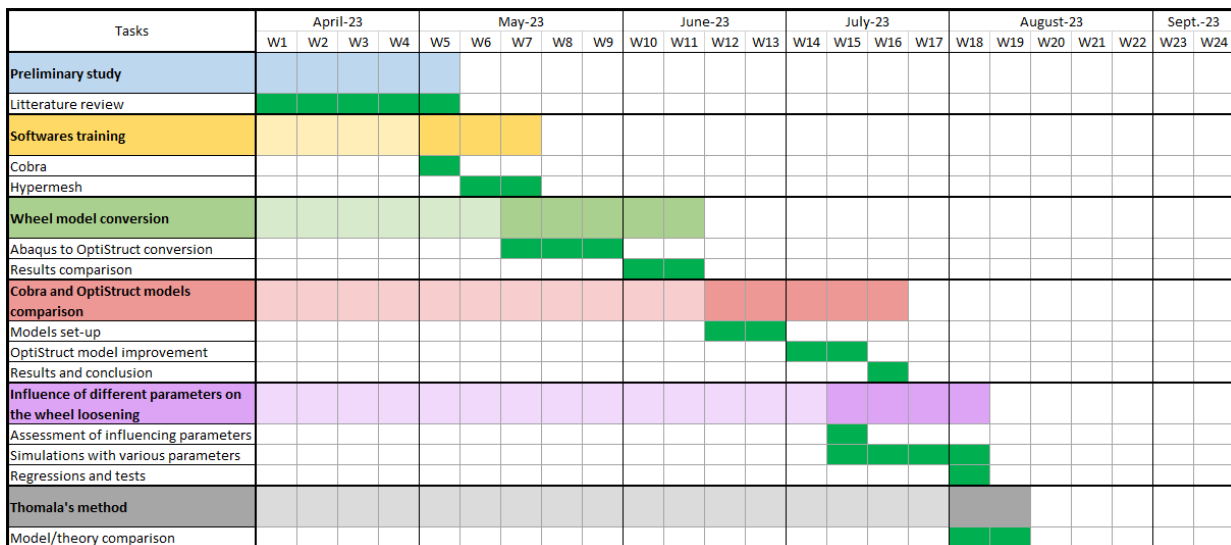 Tasks
April-23 May-23 June-23 July-23 August-23 Sept.-23
W1 W2 W3 W4 W5 W6 W7 W8 W9 W10 W11 W12 W13 W14 W15 W16 W17 W18 W19 W20 W21 W22 W23 W24
Preliminary study
Litterature review
Softwares training
Cobra
Hypermesh
Wheel model conversion
Abaqus to OptiStruct conversion
Results comparison
Cobra and OptiStruct models
comparison
Models set-up
OptiStruct model improvement
Results and conclusion
Influence of different parameters on
the wheel loosening
Assessment of influencing parameters
Simulations with various parameters
Regressions and tests
Thomala's method
Model/theory comparison